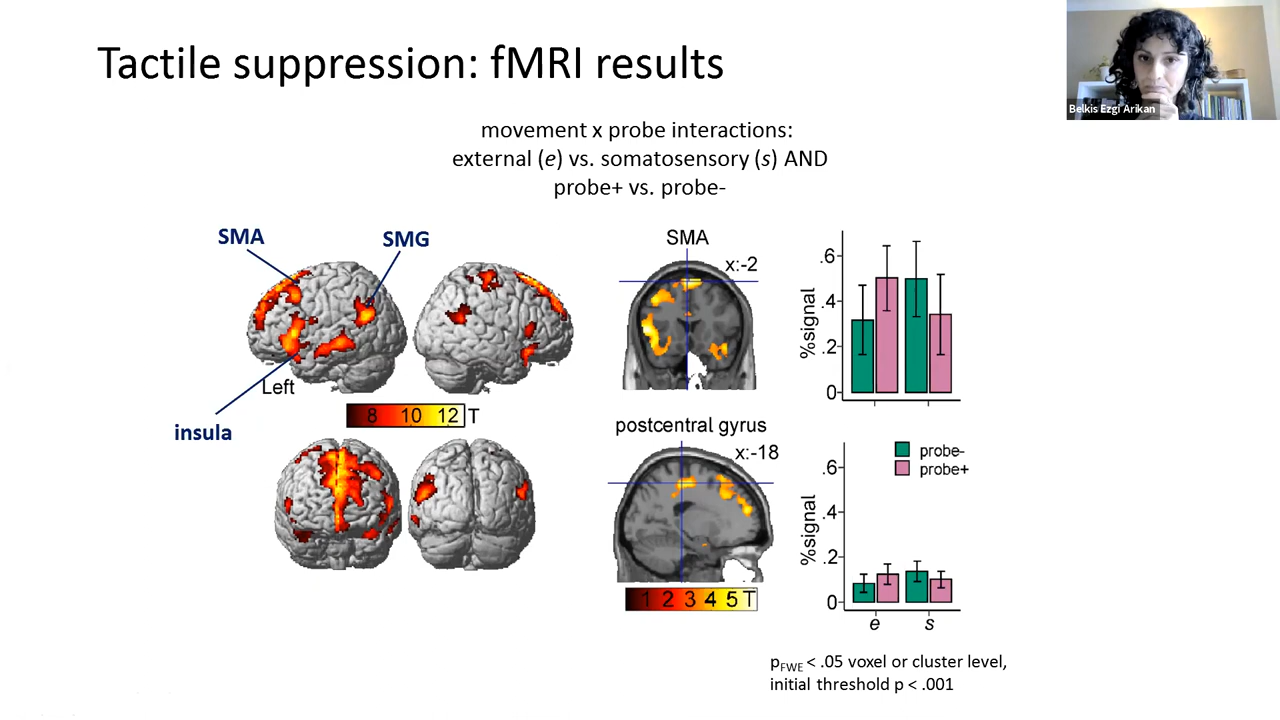 Tactile suppression: fMRI results
Belkis Ezgi Arikan
movement x probe interactions:
external (e) vs. somatosensory (s) AND
probe+ vs. probe-
SMA
SMG
Left
insula
8 10 12 T
SMA
x:-2
postcentral gyrus
x:-18
1 2 3 4 5 T
%signal
.6
.4
.2
0
probe-
probe+
%signal
.6
.4
.2
0
e s
pFWE < .05 voxel or cluster level,
initial threshold p < .001